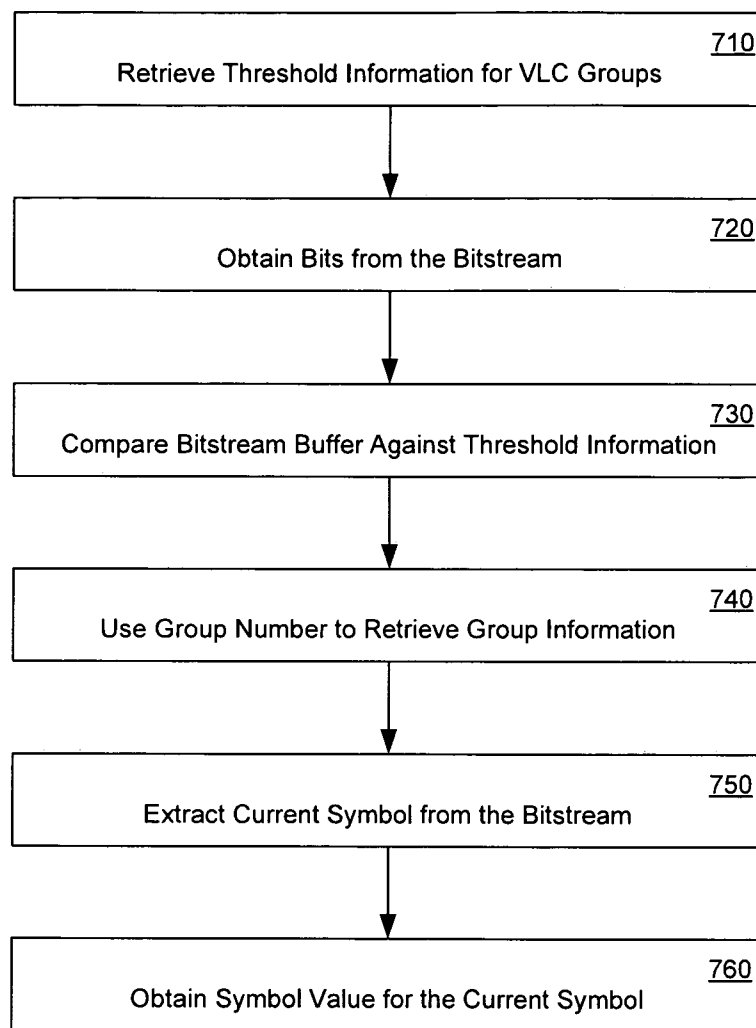 710
Retrieve Threshold Information for VLC Groups
720
Obtain Bits from the Bitstream
730
Compare Bitstream Buffer Against Threshold Information
740
Use Group Number to Retrieve Group Information
750
Extract Current Symbol from the Bitstream
760
Obtain Symbol Value for the Current Symbol